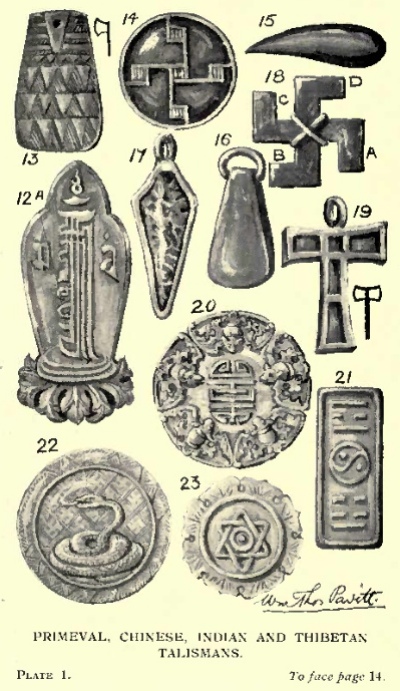 14
15
13
18
D
C
B
A
17
16
12A
19
20
21
22
23
Wm Thos Pavitt.
PRIMEVAL, CHINESE, INDIAN AND THIBETAN
TALISMANS.
PLATE 1.
To face page 14.